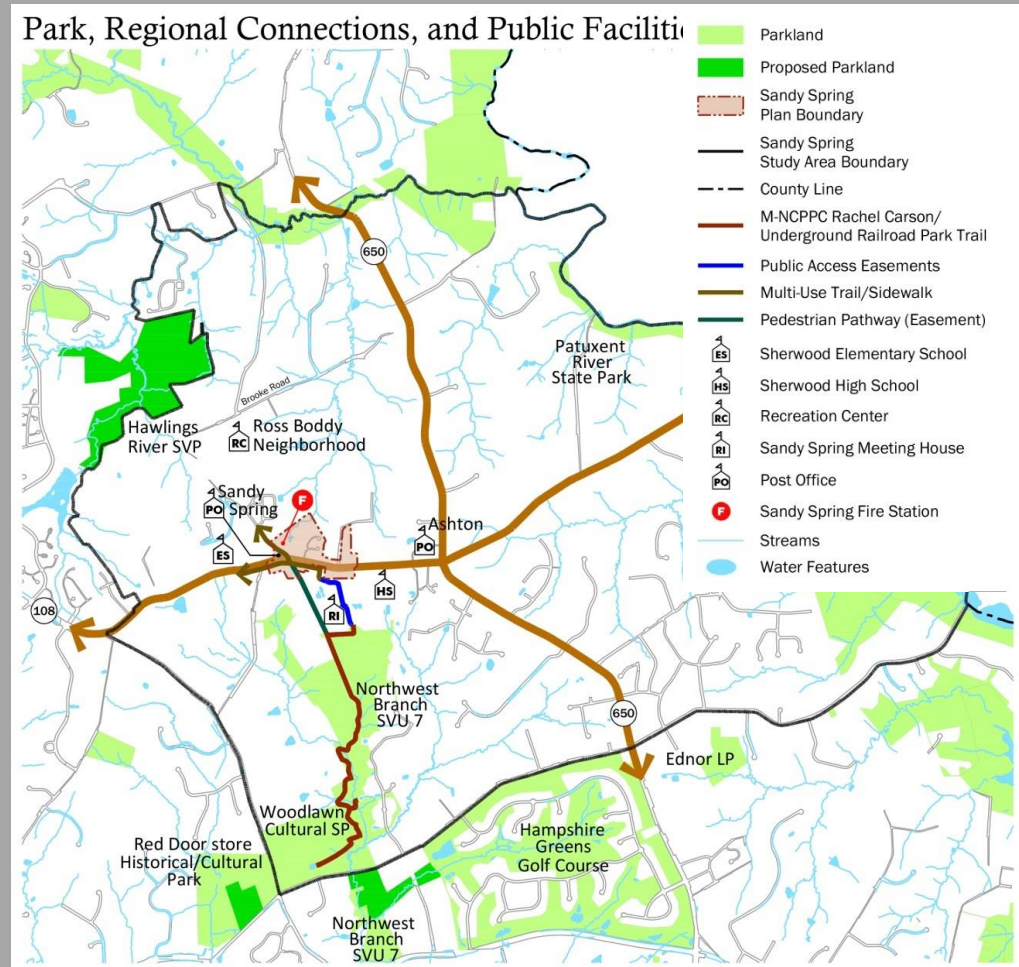 Park, Regional Connections, and Public Faciliti
Parkland
Proposed Parkland
Sandy Spring
Plan Boundary
Sandy Spring
Study Area Boundary
County Line
M-NCPPC Rachel Carson/
Underground Railroad Park Trail
Public Access Easements
Multi-Use Trail/Sidewalk
Pedestrian Pathway (Easement)
ES Sherwood Elementary School
HS Sherwood High School
RC Recreation Center
RI Sandy Spring Meeting House
PO Post Office
F Sandy Spring Fire Station
Streams
Water Features
650
Patuxent
River
State Park
Brooke Road
Hawlings
River SVP
RC
Ross Boddy
Neighborhood
Sandy
Spring
PO
F
Ashton
PO
ES
HS
RI
108
Northwest
Branch
SVU 7
650
Ednor LP
Woodlawn
Cultural SP
Hampshire
Greens
Golf Course
Red Door store
Historical/Cultural
Park
Northwest
Branch
SVU 7